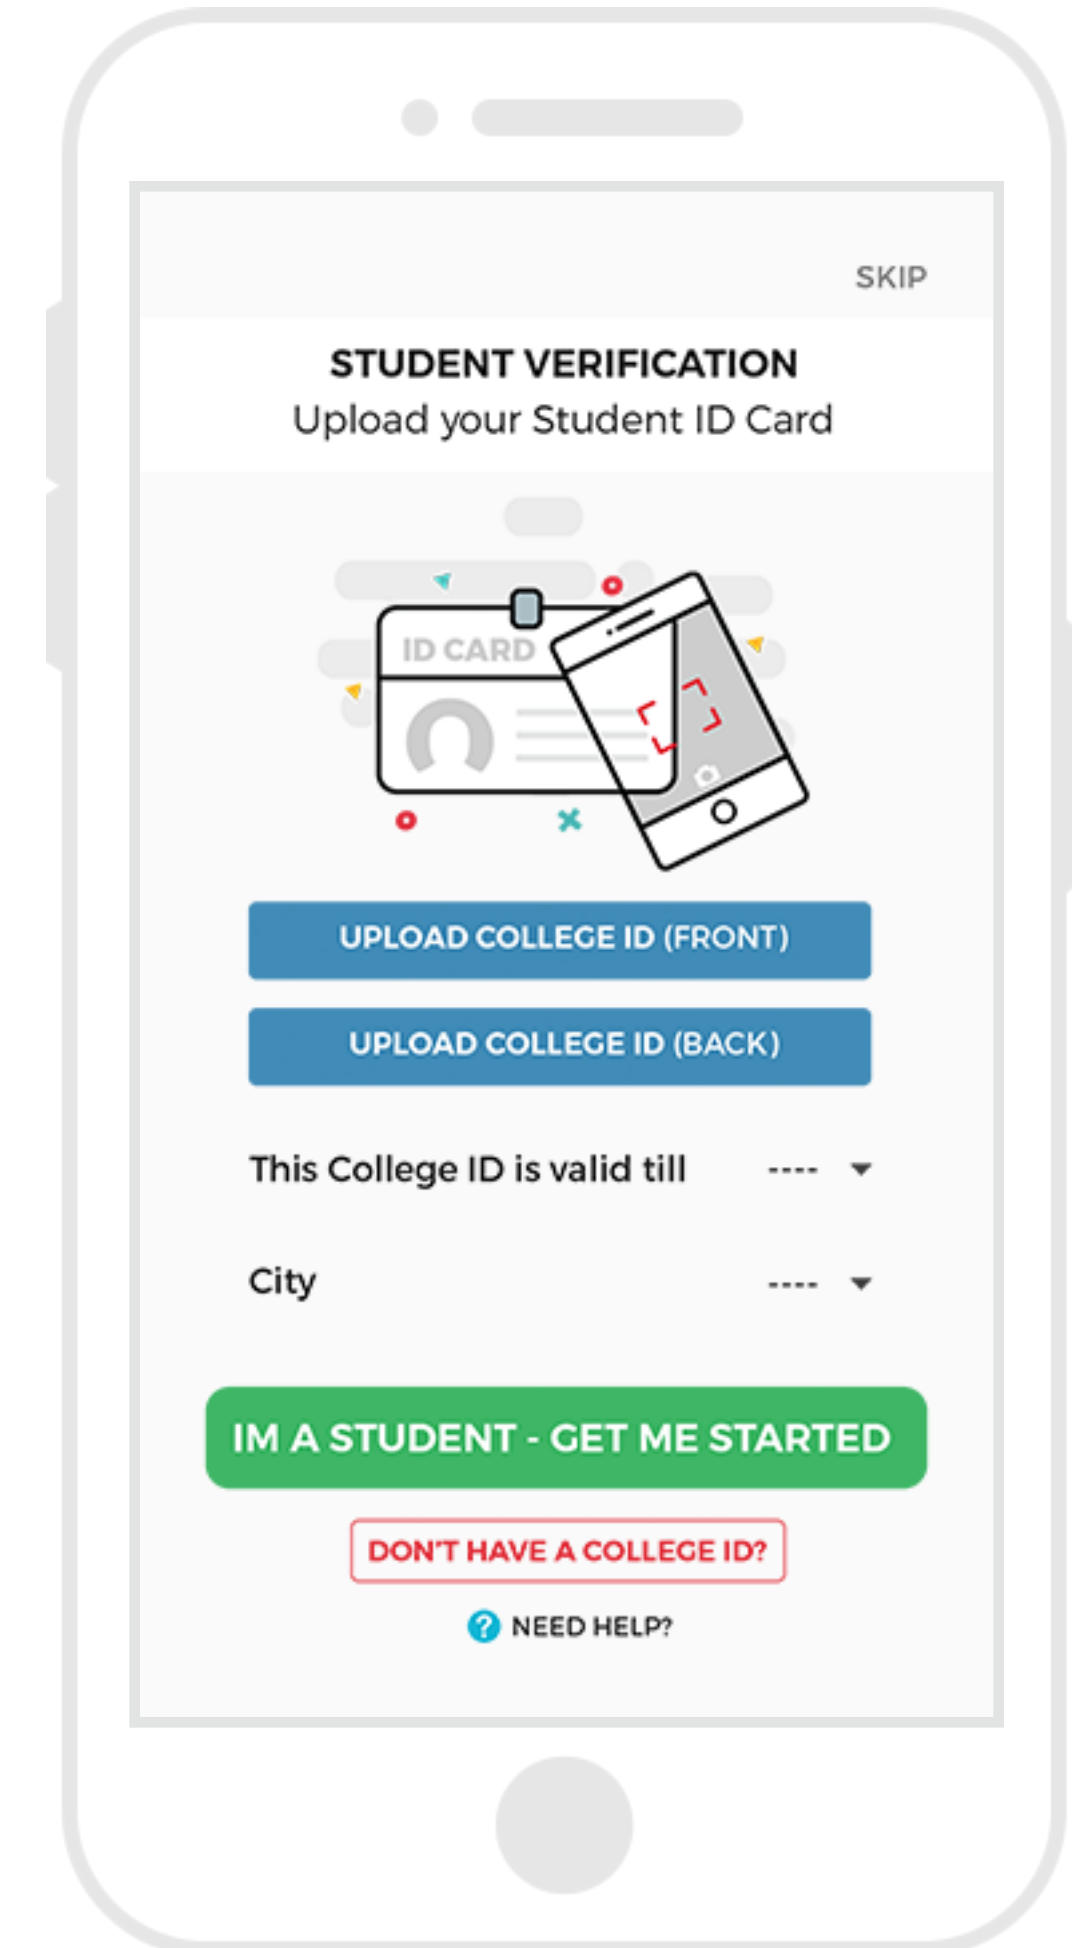 SKIP
STUDENT VERIFICATION
Upload your Student ID Card
ID CARD
UPLOAD COLLEGE ID (FRONT)
UPLOAD COLLEGE ID (BACK)
This College ID is valid till ----
City ----
IM A STUDENT - GET ME STARTED
DON'T HAVE A COLLEGE ID?
? NEED HELP?